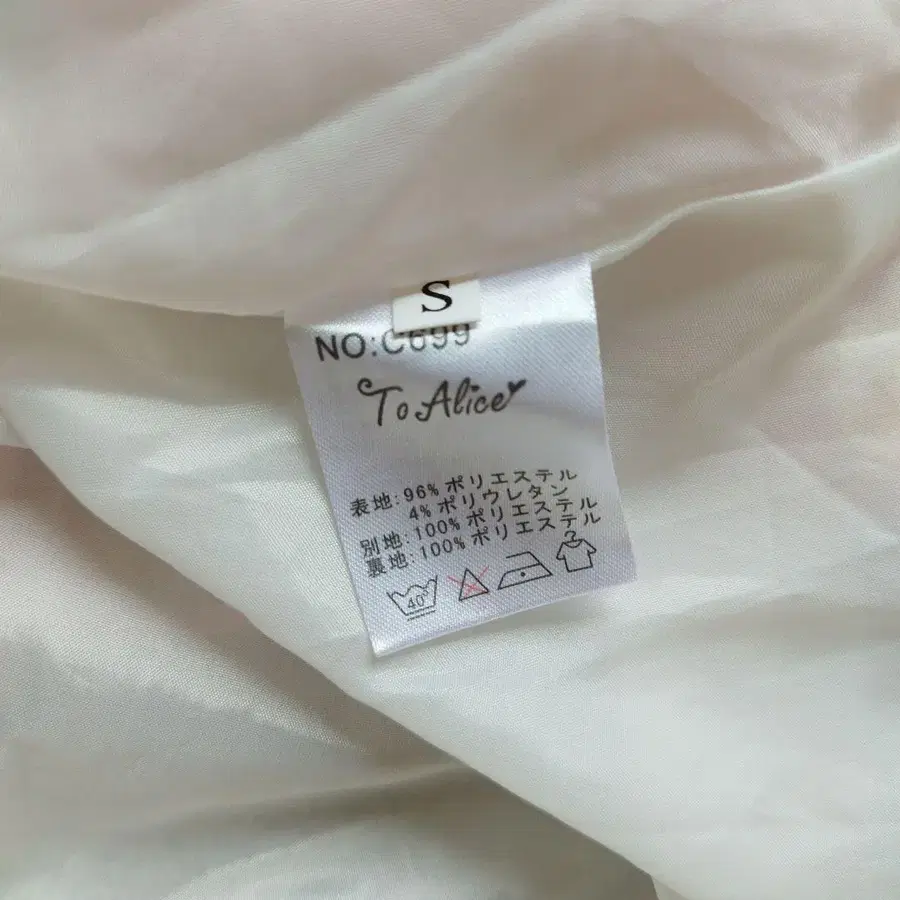 S
NO:C699
To Alice
表地:96% ポリエステル
4% ポリウレタン
別地:100% ポリエステル
裏地:100% ポリエステル
40°